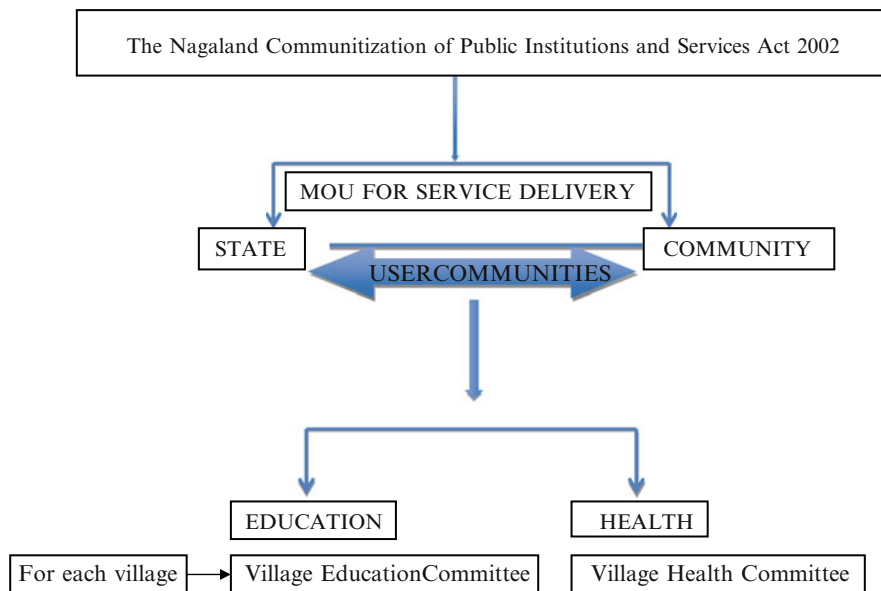 The Nagaland Communitization of Public Institutions and Services Act 2002
MOU FOR SERVICE DELIVERY
STATE
COMMUNITY
USERCOMMUNITIES
EDUCATION
HEALTH
For each village
Village EducationCommittee
Village Health Committee